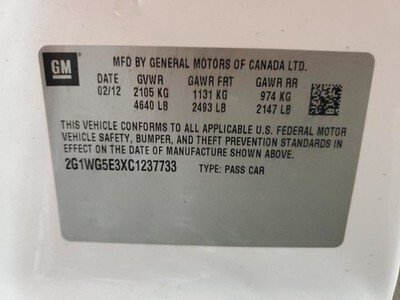 GM
MFD BY GENERAL MOTORS OF CANADA LTD.
DATE GVWR GAWR FRT GAWR RR
02/12 2105 KG 1131 KG 974 KG
4640 LB 2493 LB 2147 LB
THIS VEHICLE CONFORMS TO ALL APPLICABLE U.S. FEDERAL MOTOR
VEHICLE SAFETY, BUMPER, AND THEFT PREVENTION STANDARDS IN
EFFECT ON THE DATE OF MANUFACTURE SHOWN ABOVE.
2G1WG5E3XC1237733 TYPE: PASS CAR